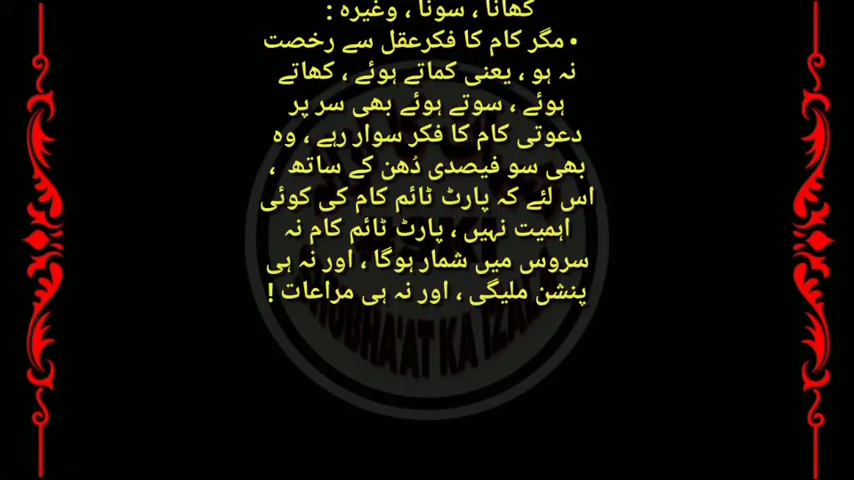 کھانا ، سونا ، وغیرہ :
• مگر کام کا فکرعقل سے رخصت
نہ ہو ، یعنی کماتے ہوئے ، کھاتے
ہوئے ، سوتے ہوئے بھی سر پر
دعوتی کام کا فکر سوار رہے ، وہ
بھی سو فیصدی دُھن کے ساتھ ،
اس لئے کہ پارٹ ٹائم کام کی کوئی
اہمیت نہیں ، پارٹ ٹائم کام نہ
سروس میں شمار ہوگا ، اور نہ ہی
پنشن ملیگی ، اور نہ ہی مراعات !
KA